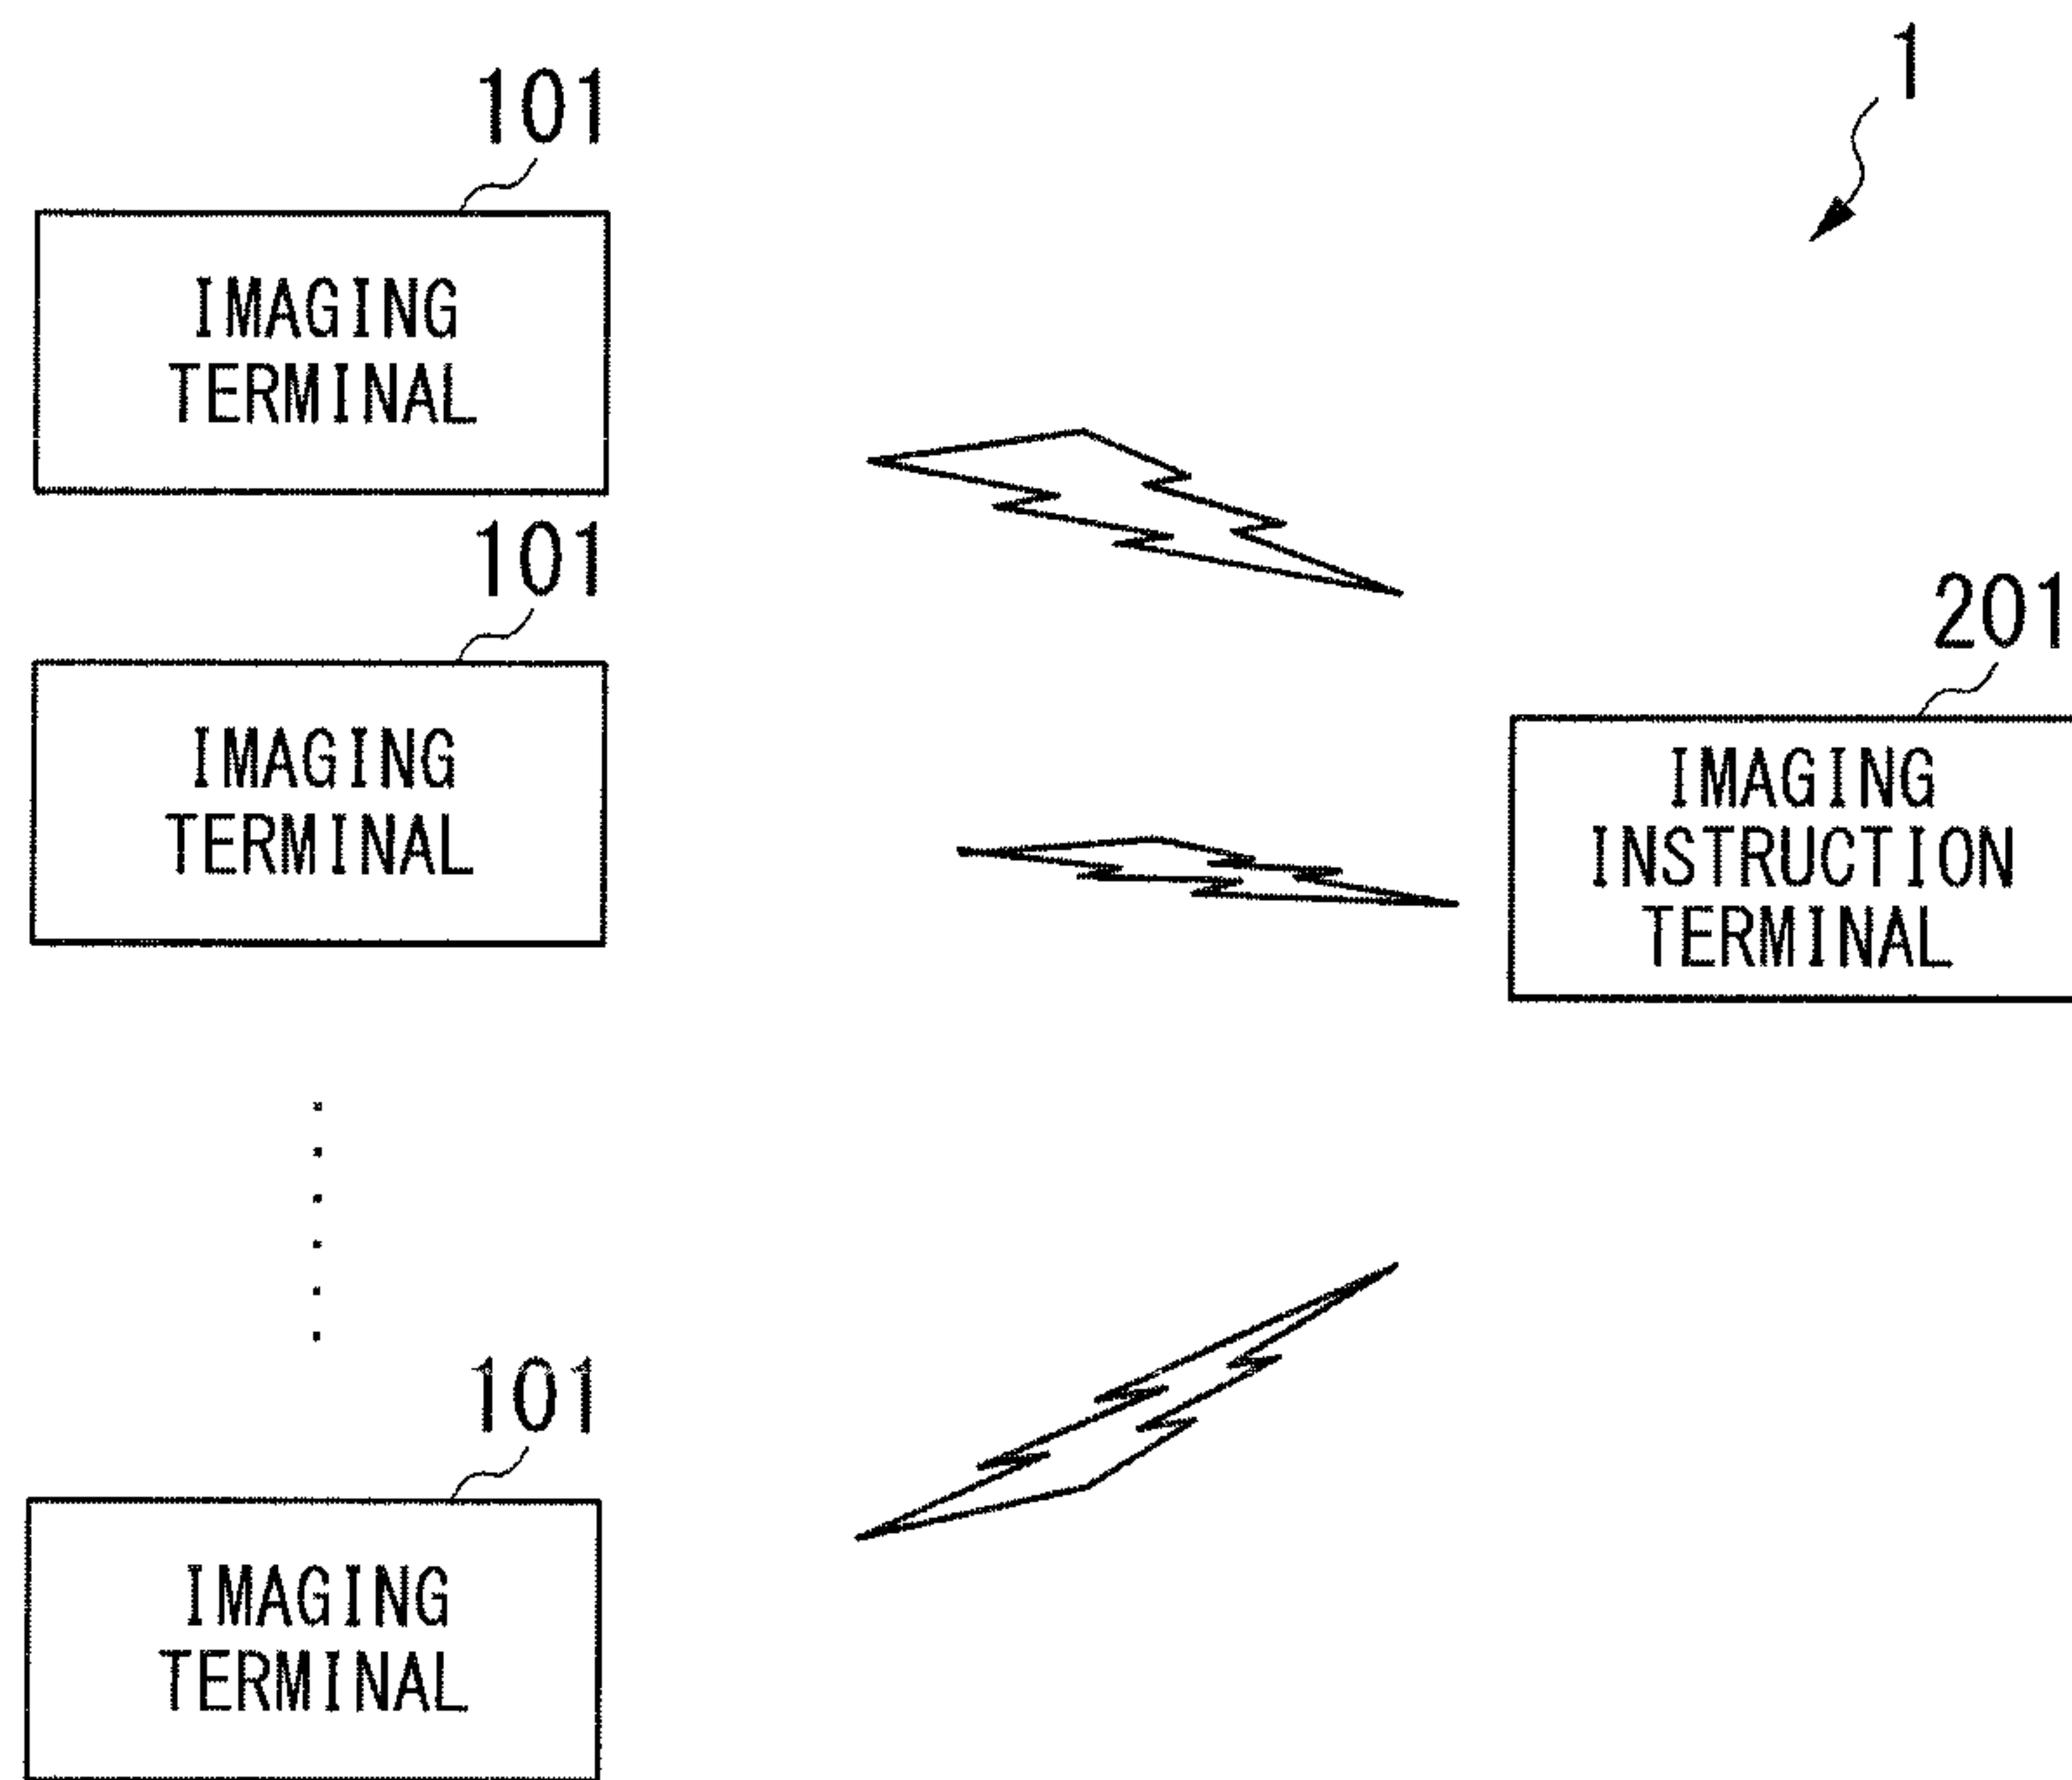 1
101
IMAGING
TERMINAL
101
IMAGING
TERMINAL
201
IMAGING
INSTRUCTION
TERMINAL
101
IMAGING
TERMINAL